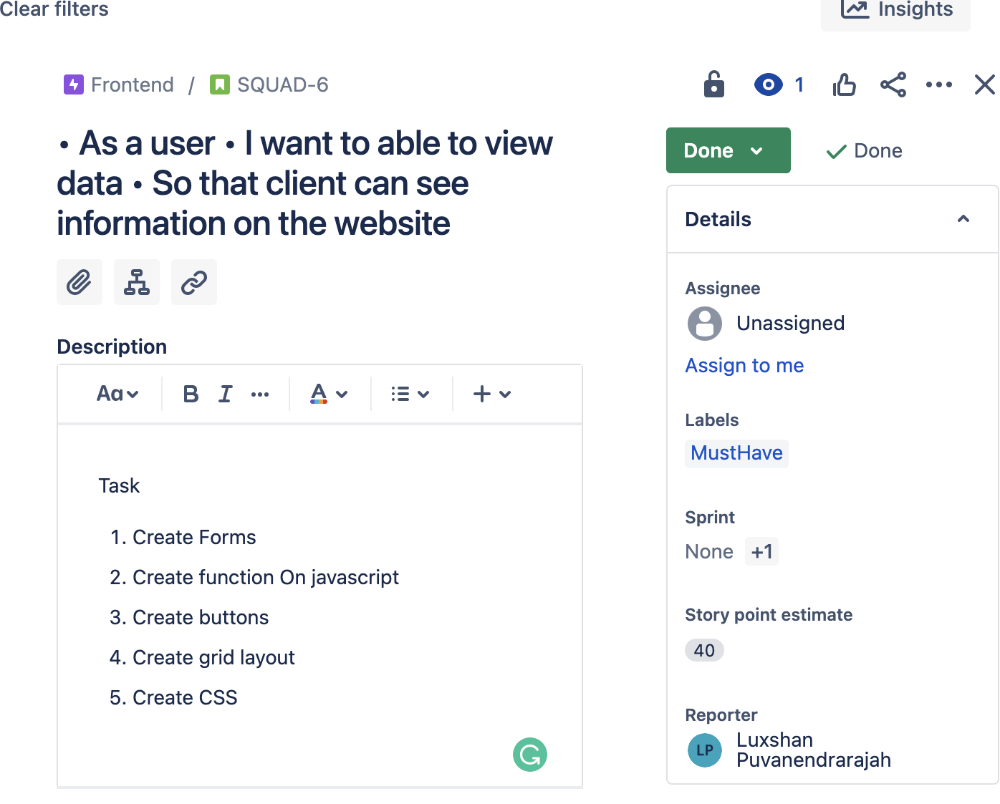 Clear filters
Insights
Frontend / SQUAD-6
1
• As a user • I want to able to view
data • So that client can see
information on the website
Done
Done
Details
Assignee
Unassigned
Assign to me
Labels
MustHave
Sprint
None +1
Story point estimate
40
Reporter
LP
Luxshan
Puvanendrarajah
Description
Aa B I ••• A
Task
1. Create Forms
2. Create function On javascript
3. Create buttons
4. Create grid layout
5. Create CSS